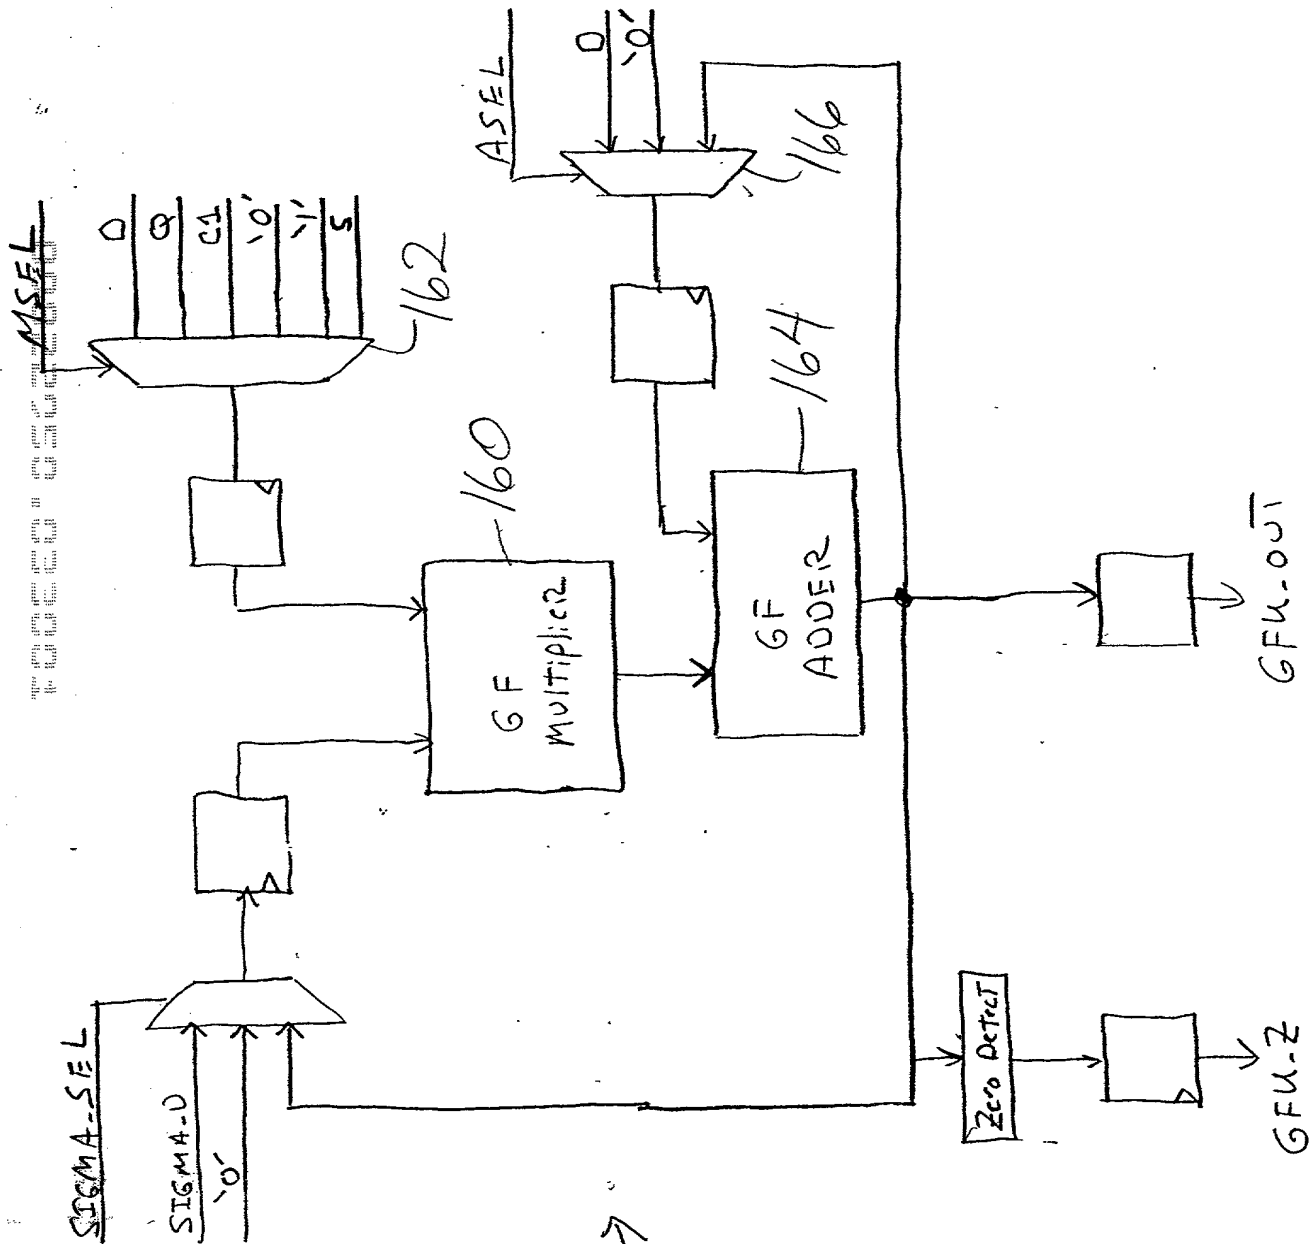 MSEL
D
Q
C1
'0'
'1'
S
162
ASEL
D
'0'
166
160
GF
MULTIPLIER
164
GF
ADDER
SIGMA-SEL
SIGMA-D
'0'
Zero Detect
GFU-OUT
GFU-Z